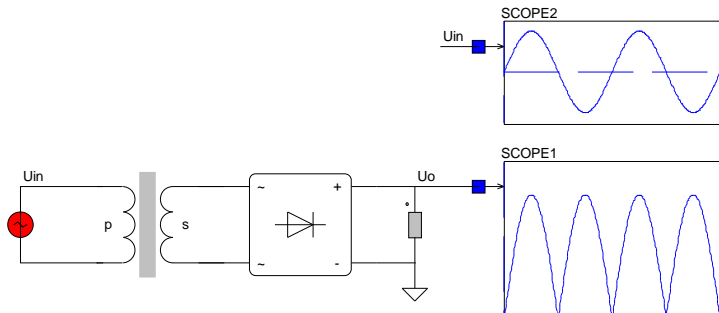 SCOPE2
Uin
SCOPE1
Uin
Uo
~ +
p s
~ -